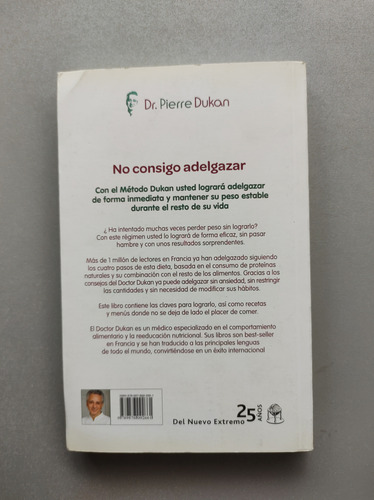 Dr. Pierre Dukan
No consigo adelgazar
Con el Método Dukan usted logrará adelgazar
de forma inmediata y mantener su peso estable
durante el resto de su vida
¿Ha intentado muchas veces perder peso sin lograrlo?
Con este régimen usted lo logrará de forma eficaz, sin pasar
hambre y con unos resultados sorprendentes.
Más de 1 millón de lectores en Francia ya han adelgazado siguiendo
los cuatro pasos de esta dieta, basada en el consumo de proteínas
naturales y su combinación con el resto de los alimentos. Gracias a los
consejos del Doctor Dukan ya puede adelgazar sin ansiedad, sin restringir
las cantidades y sin necesidad de modificar sus hábitos.
Este libro contiene las claves para lograrlo, así como recetas
y menús donde no se deja de lado el placer de comer.
El Doctor Dukan es un médico especializado en el comportamiento
alimentario y la reeducación nutricional. Sus libros son best-seller
en Francia y se han traducido a las principales lenguas
de todo el mundo, convirtiéndose en un éxito internacional
Del Nuevo Extremo
25 AÑOS